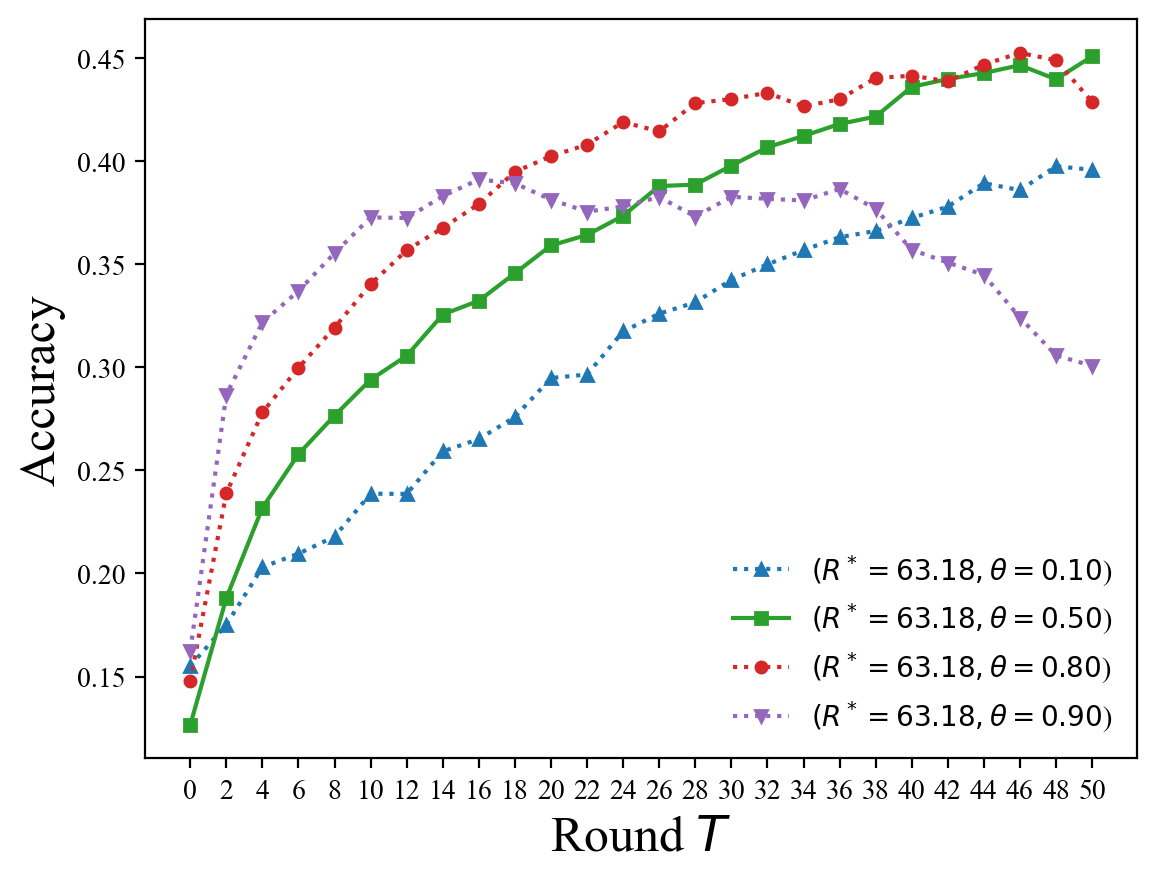 Accuracy
0.45
0.40
0.35
0.30
0.25
0.20
0.15
(R* = 63.18, θ = 0.10)
(R* = 63.18, θ = 0.50)
(R* = 63.18, θ = 0.80)
(R* = 63.18, θ = 0.90)
0 2 4 6 8 10 12 14 16 18 20 22 24 26 28 30 32 34 36 38 40 42 44 46 48 50
Round T